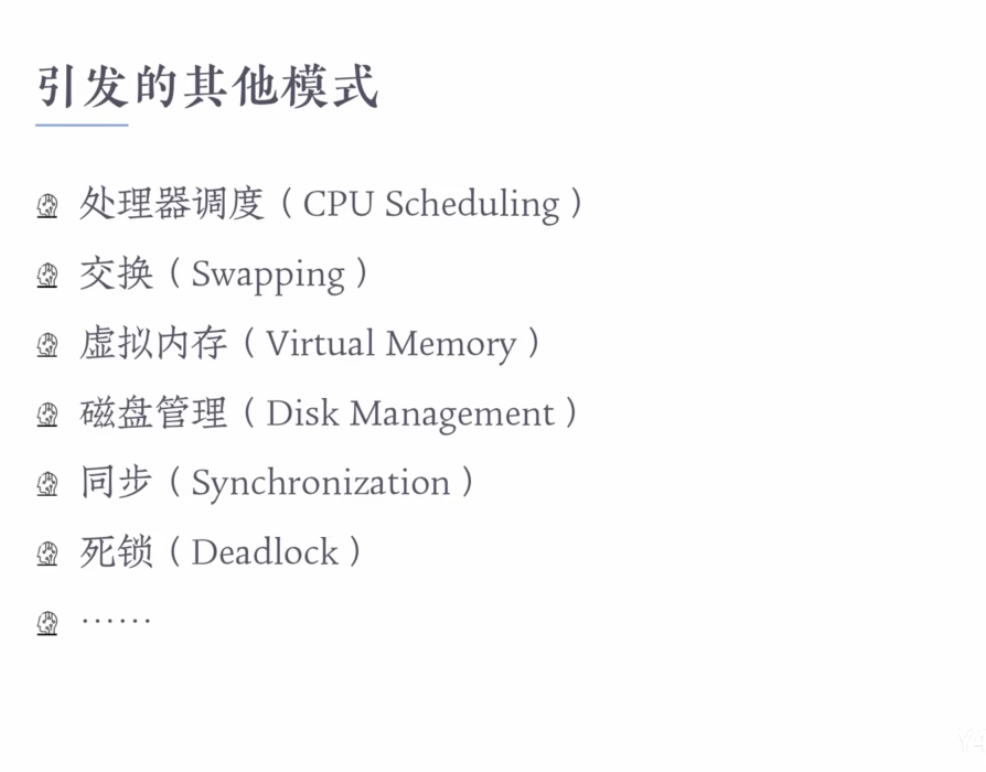 引发的其他模式
处理器调度（CPU Scheduling）
交换（Swapping）
虚拟内存（Virtual Memory）
磁盘管理（Disk Management）
同步（Synchronization）
死锁（Deadlock）
······